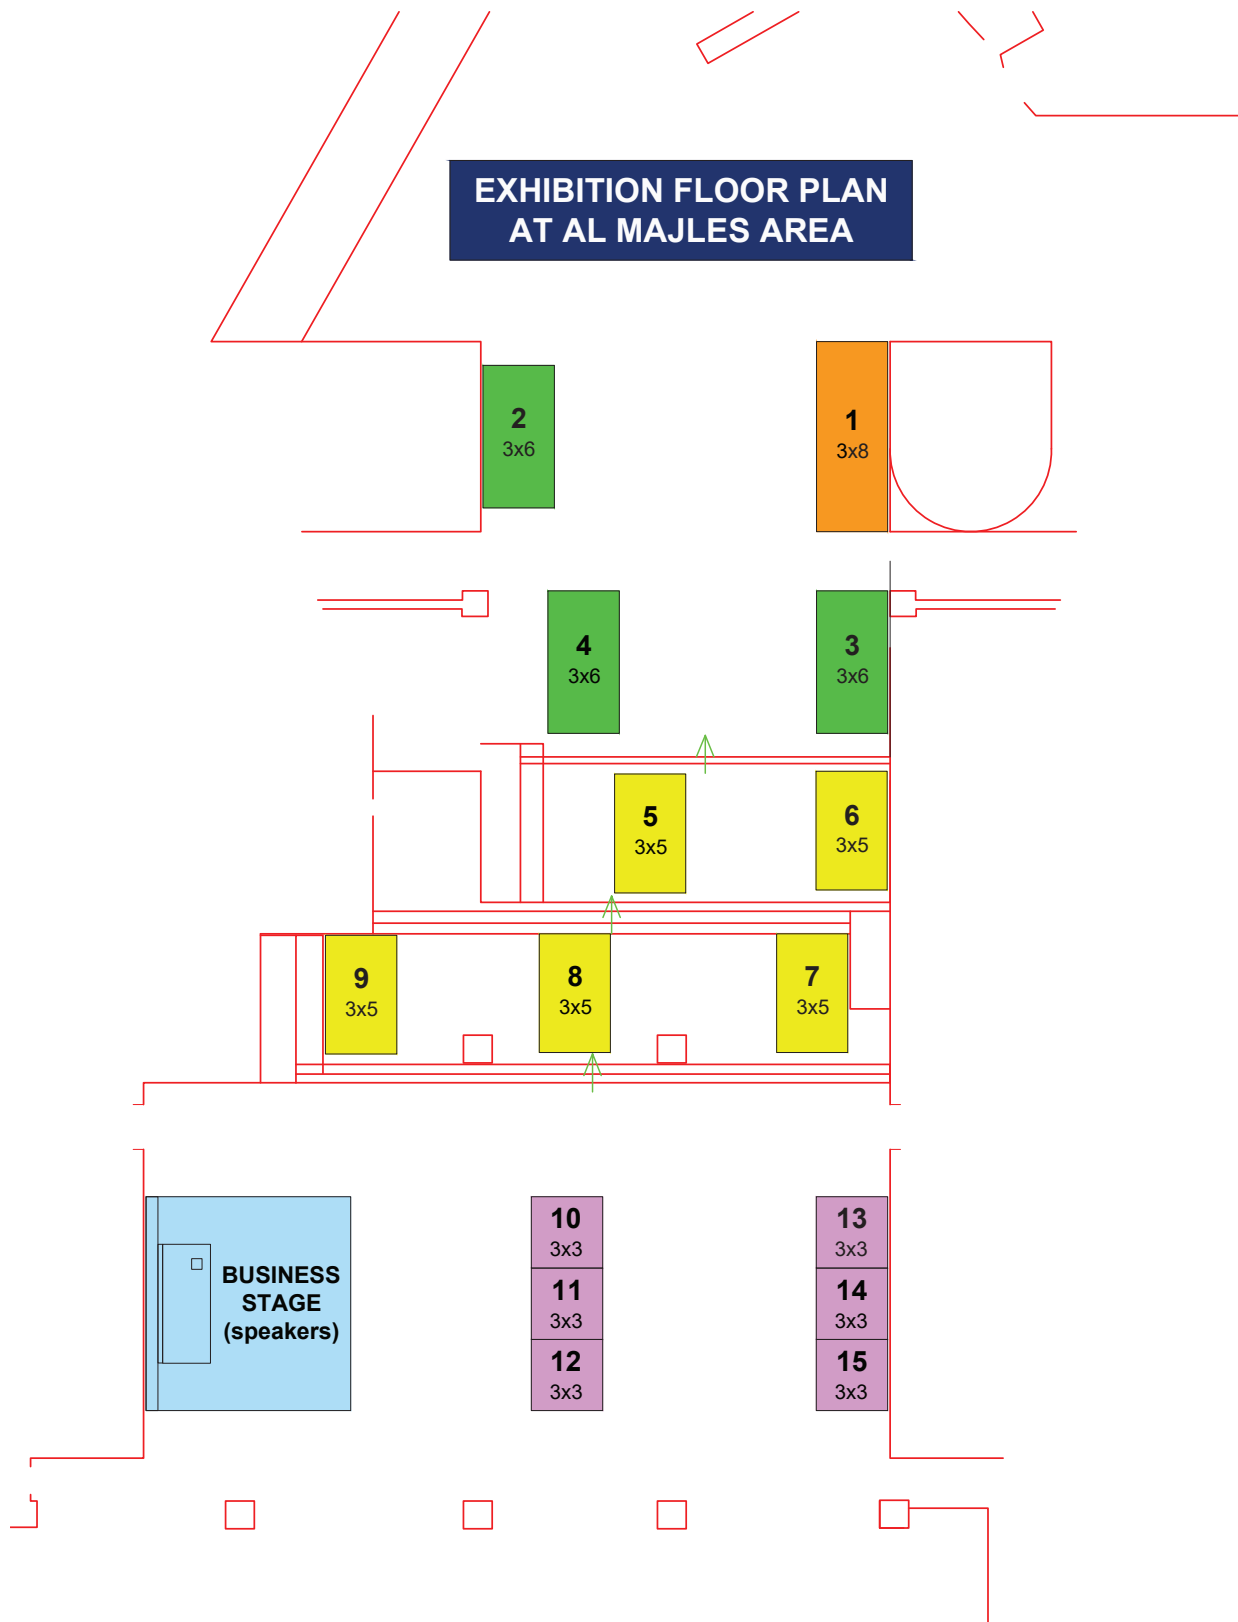 EXHIBITION FLOOR PLAN
AT AL MAJLES AREA
2
3x6
1
3x8
4
3x6
3
3x6
5
3x5
6
3x5
9
3x5
8
3x5
7
3x5
BUSINESS
STAGE
(speakers)
10
3x3
11
3x3
12
3x3
13
3x3
14
3x3
15
3x3